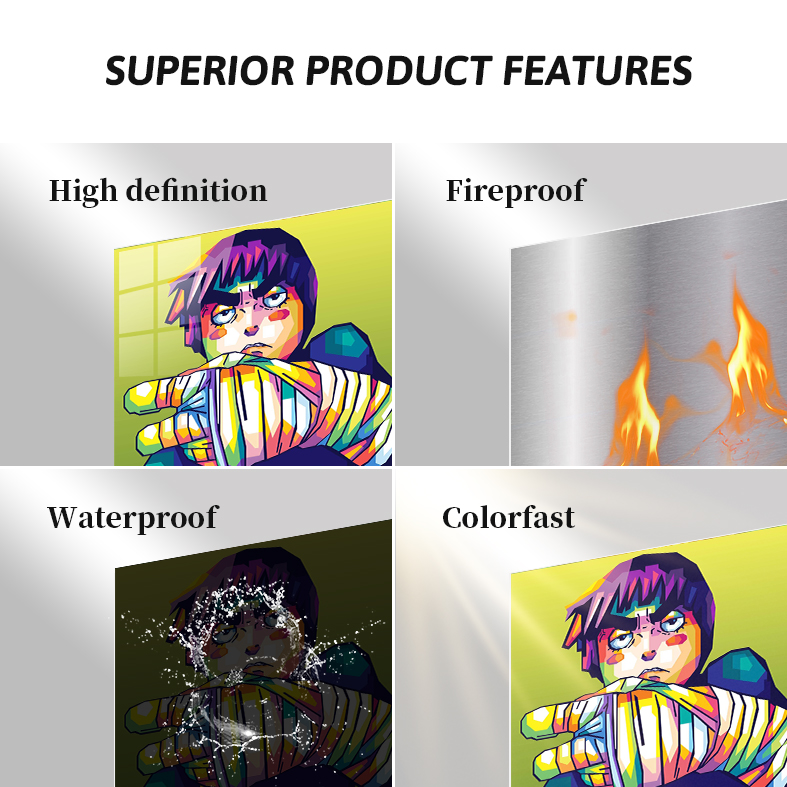 SUPERIOR PRODUCT FEATURES
High definition
Fireproof
Waterproof
Colorfast